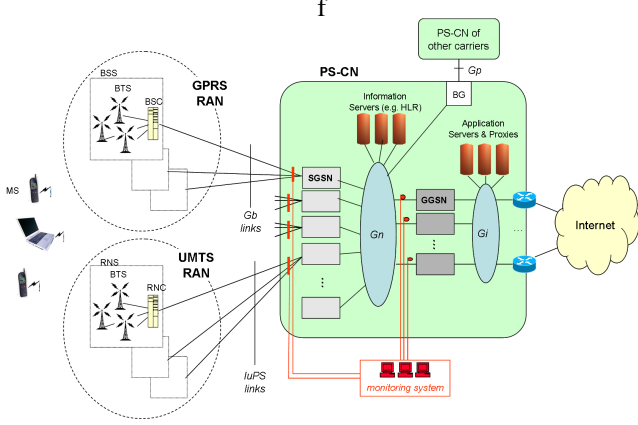 f
PS-CN of
other carriers
Gp
BSS
BTS
BSC
GPRS
RAN
PS-CN
BG
Information
Servers (e.g. HLR)
Application
Servers & Proxies
MS
SGSN
GGSN
Gb
links
Gn
Gi
Internet
...
...
...
UMTS
RAN
RNS
BTS
RNC
IuPS
links
monitoring system